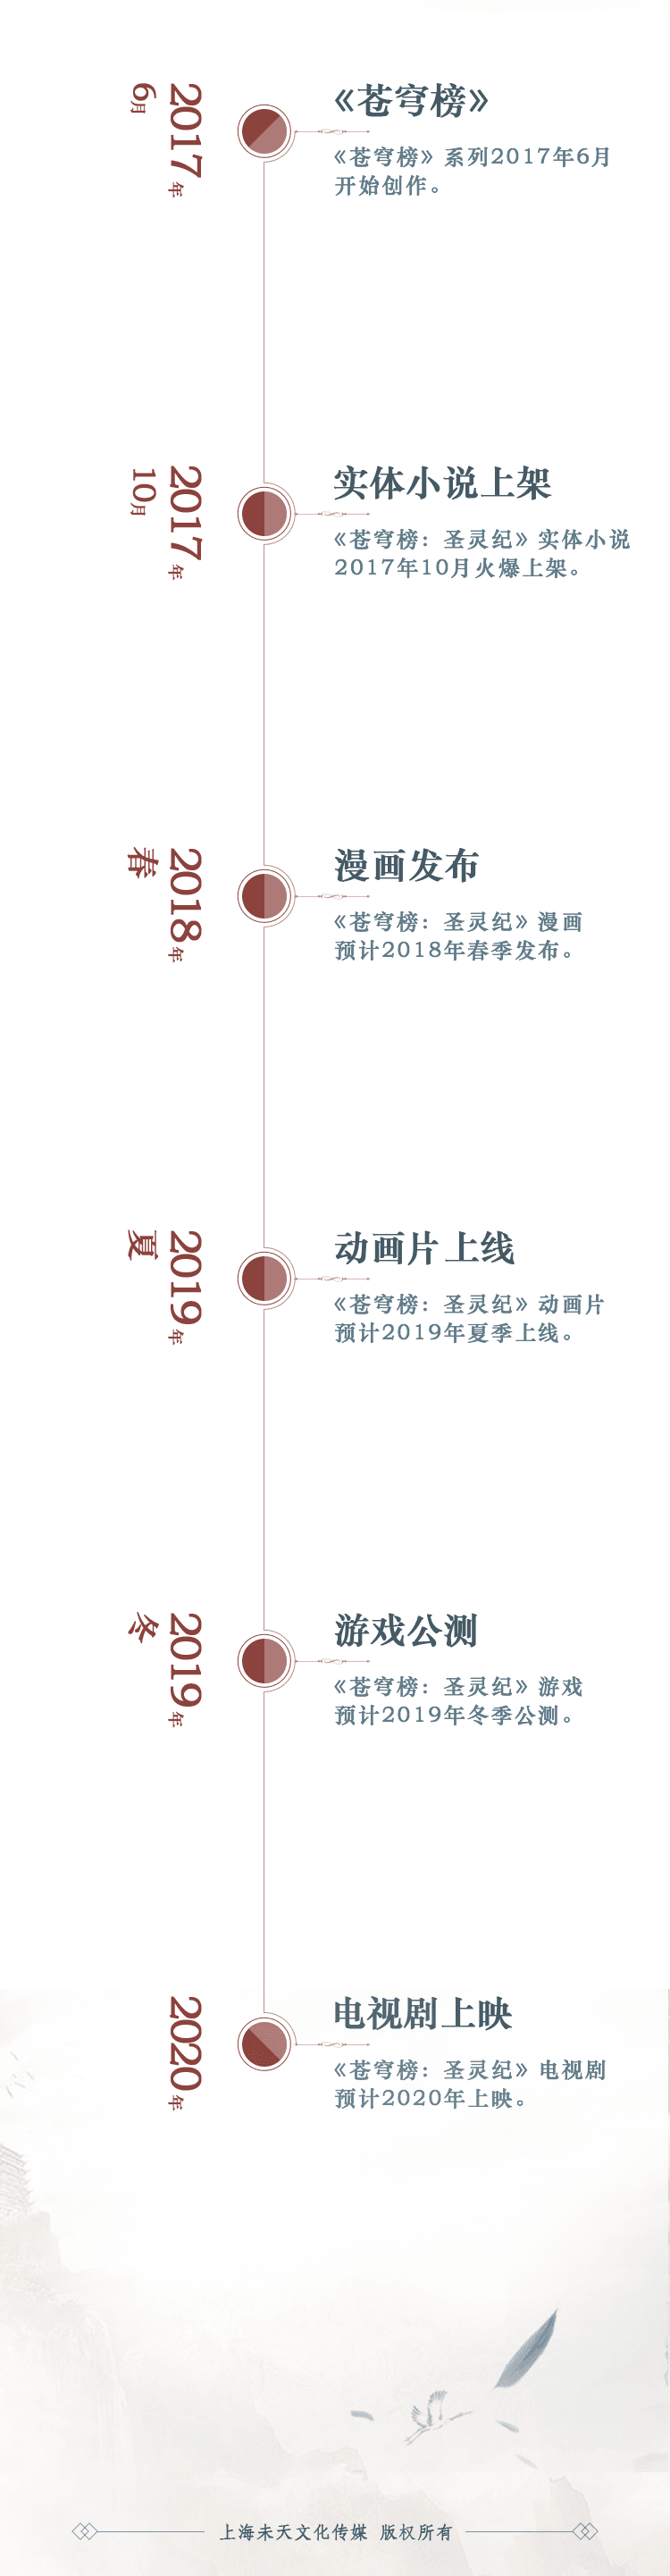 2017年
6月
《苍穹榜》
《苍穹榜》系列2017年6月
开始创作。
2017年
10月
实体小说上架
《苍穹榜：圣灵纪》实体小说
2017年10月火爆上架。
2018年
春
漫画发布
《苍穹榜：圣灵纪》漫画
预计2018年春季发布。
2019年
夏
动画片上线
《苍穹榜：圣灵纪》动画片
预计2019年夏季上线。
2019年
冬
游戏公测
《苍穹榜：圣灵纪》游戏
预计2019年冬季公测。
2020年
电视剧上映
《苍穹榜：圣灵纪》电视剧
预计2020年上映。
上海未天文化传媒 版权所有